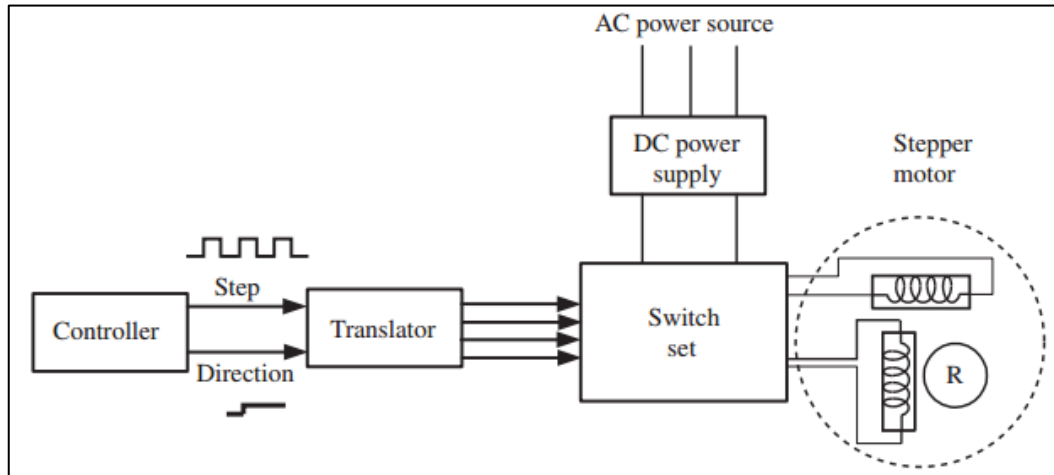 AC power source
DC power
supply
Stepper
motor
Step
Controller
Translator
Switch
set
Direction
R